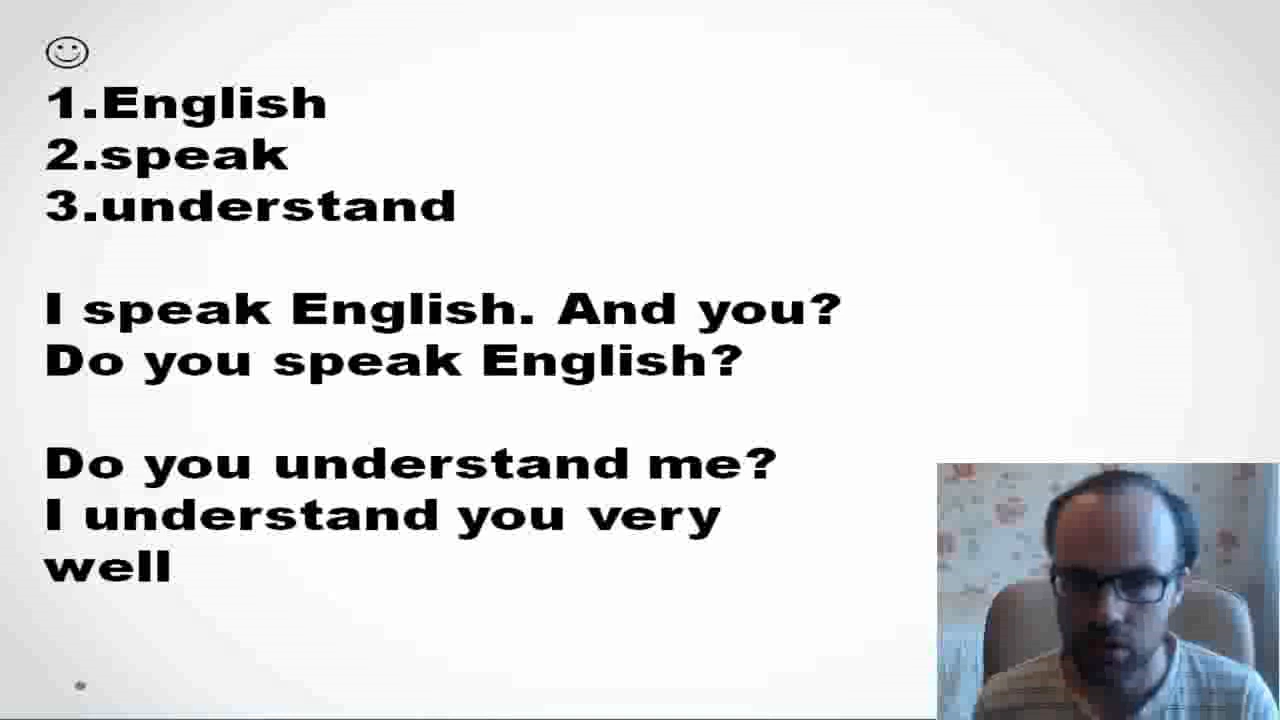 ☺
1.English
2.speak
3.understand
I speak English. And you?
Do you speak English?
Do you understand me?
I understand you very
well